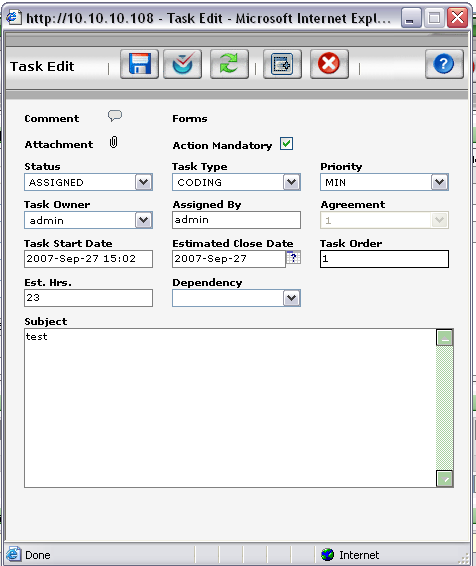 http://10.10.10.108 - Task Edit - Microsoft Internet Expl...
Task Edit
?
Comment Forms
Attachment Action Mandatory
Status Task Type Priority
ASSIGNED CODING MIN
Task Owner Assigned By Agreement
admin admin 1
Task Start Date Estimated Close Date Task Order
2007-Sep-27 15:02 2007-Sep-27 ? 1
Est. Hrs. Dependency
23
Subject
test
Done Internet